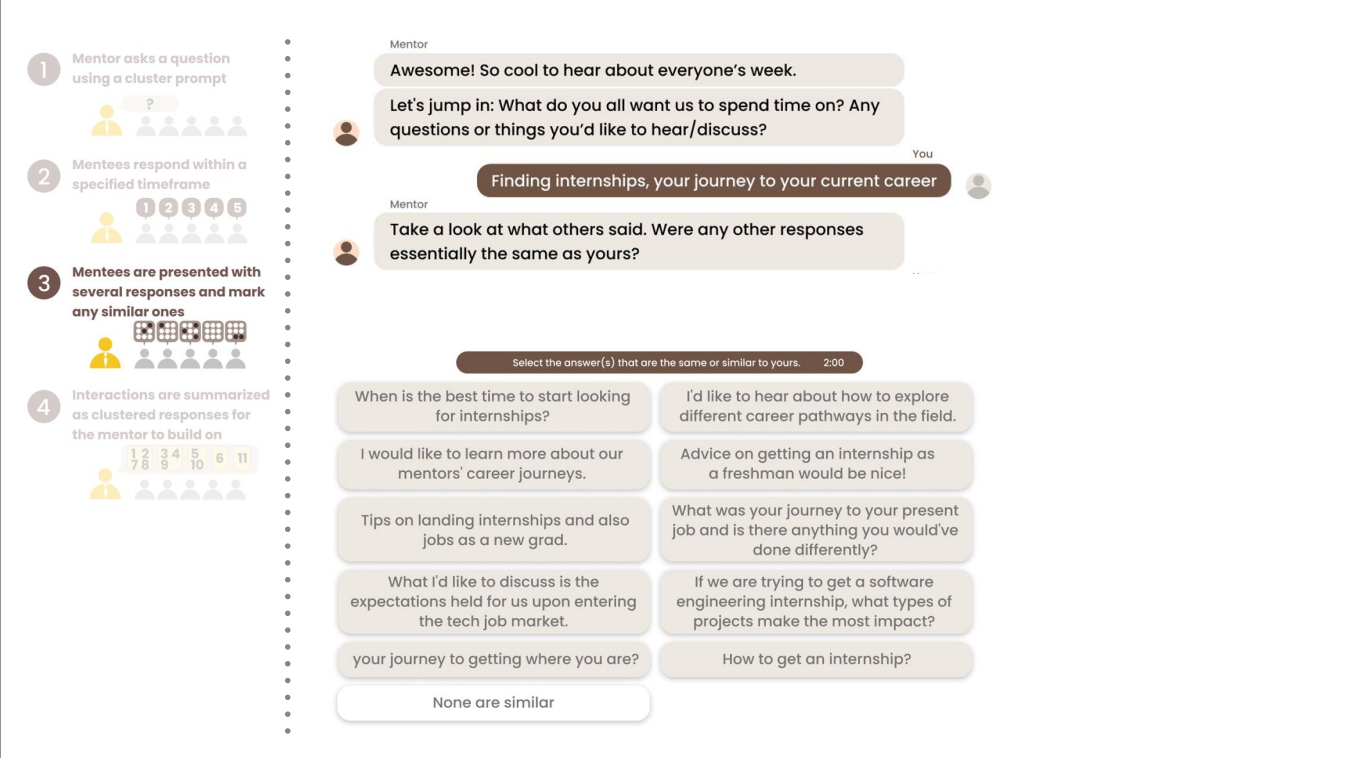 1
Mentor asks a question
using a cluster prompt
?
2
Mentees respond within a
specified timeframe
1 2 3 4 5
3
Mentees are presented with
several responses and mark
any similar ones
4
Interactions are summarized
as clustered responses for
the mentor to build on
1 2 3 4 5 6 11
7 8 9 10
Mentor
Awesome! So cool to hear about everyone’s week.
Let's jump in: What do you all want us to spend time on? Any
questions or things you’d like to hear/discuss?
You
Finding internships, your journey to your current career
Mentor
Take a look at what others said. Were any other responses
essentially the same as yours?
Select the answer(s) that are the same or similar to yours. 2:00
When is the best time to start looking
for internships?
I'd like to hear about how to explore
different career pathways in the field.
I would like to learn more about our
mentors' career journeys.
Advice on getting an internship as
a freshman would be nice!
Tips on landing internships and also
jobs as a new grad.
What was your journey to your present
job and is there anything you would've
done differently?
What I'd like to discuss is the
expectations held for us upon entering
the tech job market.
If we are trying to get a software
engineering internship, what types of
projects make the most impact?
your journey to getting where you are?
How to get an internship?
None are similar